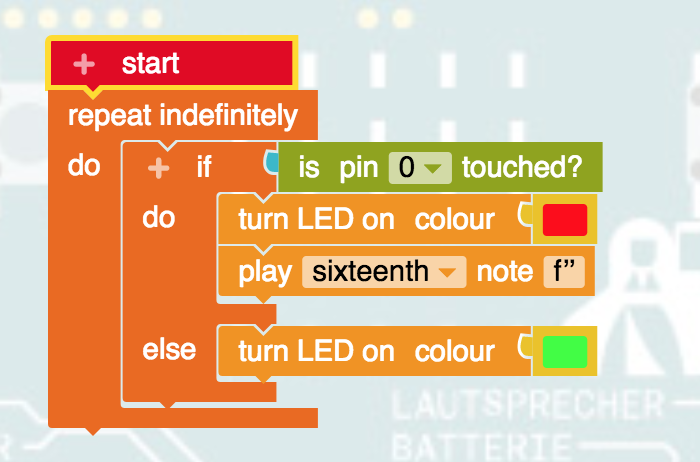 + start
repeat indefinitely
do + if is pin 0 touched?
do turn LED on colour
play sixteenth note f”
else turn LED on colour
LAUTSPRECHER
BATTERIE